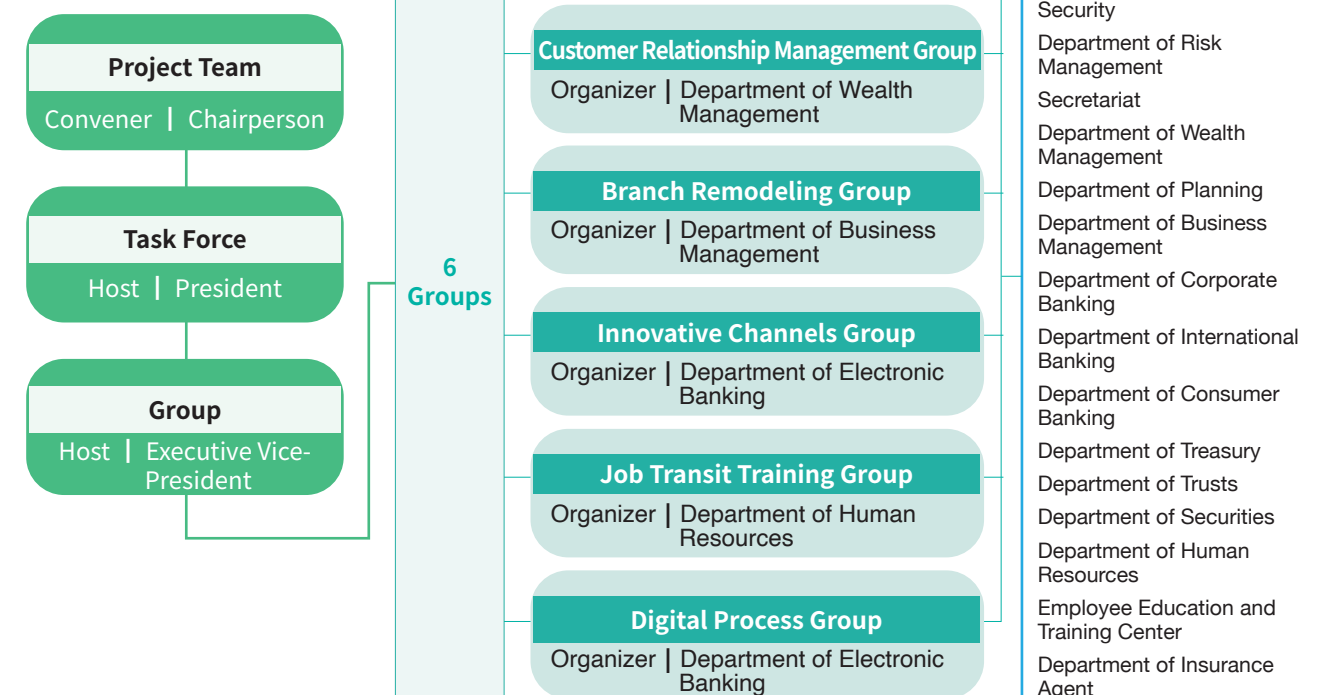 Project Team
Convener | Chairperson
Task Force
Host | President
Group
Host | Executive Vice-
President
6
Groups
Customer Relationship Management Group
Organizer | Department of Wealth
Management
Branch Remodeling Group
Organizer | Department of Business
Management
Innovative Channels Group
Organizer | Department of Electronic
Banking
Job Transit Training Group
Organizer | Department of Human
Resources
Digital Process Group
Organizer | Department of Electronic
Banking
Security
Department of Risk
Management
Secretariat
Department of Wealth
Management
Department of Planning
Department of Business
Management
Department of Corporate
Banking
Department of International
Banking
Department of Consumer
Banking
Department of Treasury
Department of Trusts
Department of Securities
Department of Human
Resources
Employee Education and
Training Center
Department of Insurance
Agent